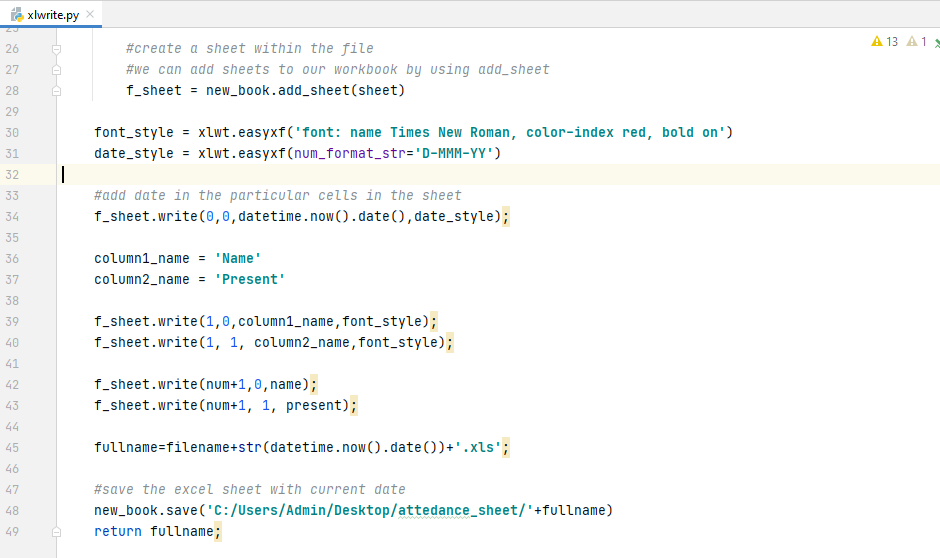 xlwrite.py
25
13 1
26 #create a sheet within the file
27 #we can add sheets to our workbook by using add_sheet
28 f_sheet = new_book.add_sheet(sheet)
29
30 font_style = xlwt.easyxf('font: name Times New Roman, color-index red, bold on')
31 date_style = xlwt.easyxf(num_format_str='D-MMM-YY')
32
33 #add date in the particular cells in the sheet
34 f_sheet.write(0,0,datetime.now().date(),date_style);
35
36 column1_name = 'Name'
37 column2_name = 'Present'
38
39 f_sheet.write(1,0,column1_name,font_style);
40 f_sheet.write(1, 1, column2_name,font_style);
41
42 f_sheet.write(num+1,0,name);
43 f_sheet.write(num+1, 1, present);
44
45 fullname=filename+str(datetime.now().date())+'.xls';
46
47 #save the excel sheet with current date
48 new_book.save('C:/Users/Admin/Desktop/attedance_sheet/'+fullname)
49 return fullname;